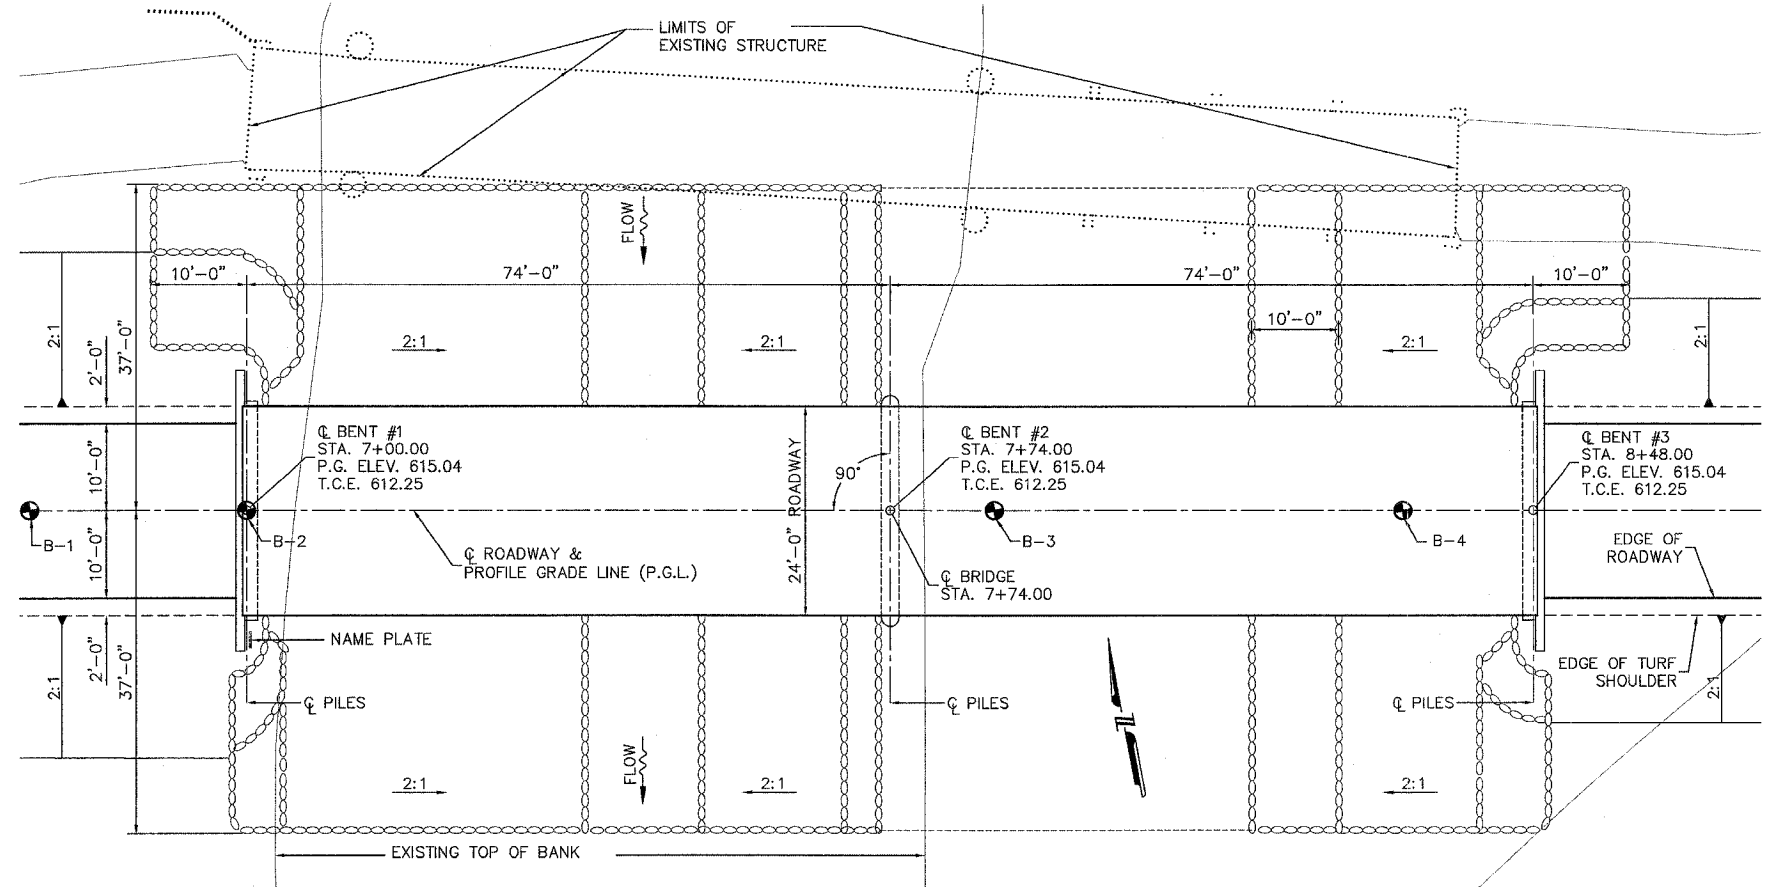 LIMITS OF
EXISTING STRUCTURE
FLOW
10'-0"
74'-0"
74'-0"
10'-0"
10'-0"
2:1
2'-0"
37'-0"
2:1
2:1
2:1
2:1
℄ BENT #1
STA. 7+00.00
P.G. ELEV. 615.04
T.C.E. 612.25
24'-0" ROADWAY
90°
℄ BENT #2
STA. 7+74.00
P.G. ELEV. 615.04
T.C.E. 612.25
℄ BENT #3
STA. 8+48.00
P.G. ELEV. 615.04
T.C.E. 612.25
10'-0"
B-1
B-2
B-3
B-4
℄ ROADWAY &
PROFILE GRADE LINE (P.G.L.)
℄ BRIDGE
STA. 7+74.00
EDGE OF
ROADWAY
10'-0"
NAME PLATE
2'-0"
37'-0"
2:1
EDGE OF TURF
SHOULDER
2:1
℄ PILES
℄ PILES
℄ PILES
FLOW
2:1
2:1
2:1
EXISTING TOP OF BANK